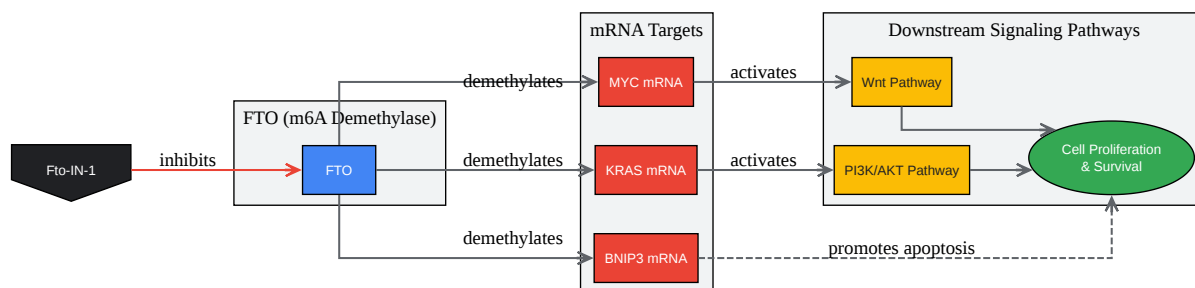 mRNA Targets
Downstream Signaling Pathways
demethylates
MYC mRNA
activates
Wnt Pathway
FTO (m6A Demethylase)
Fto-IN-1
inhibits
FTO
demethylates
KRAS mRNA
activates
PI3K/AKT Pathway
Cell Proliferation
& Survival
demethylates
BNIP3 mRNA
promotes apoptosis